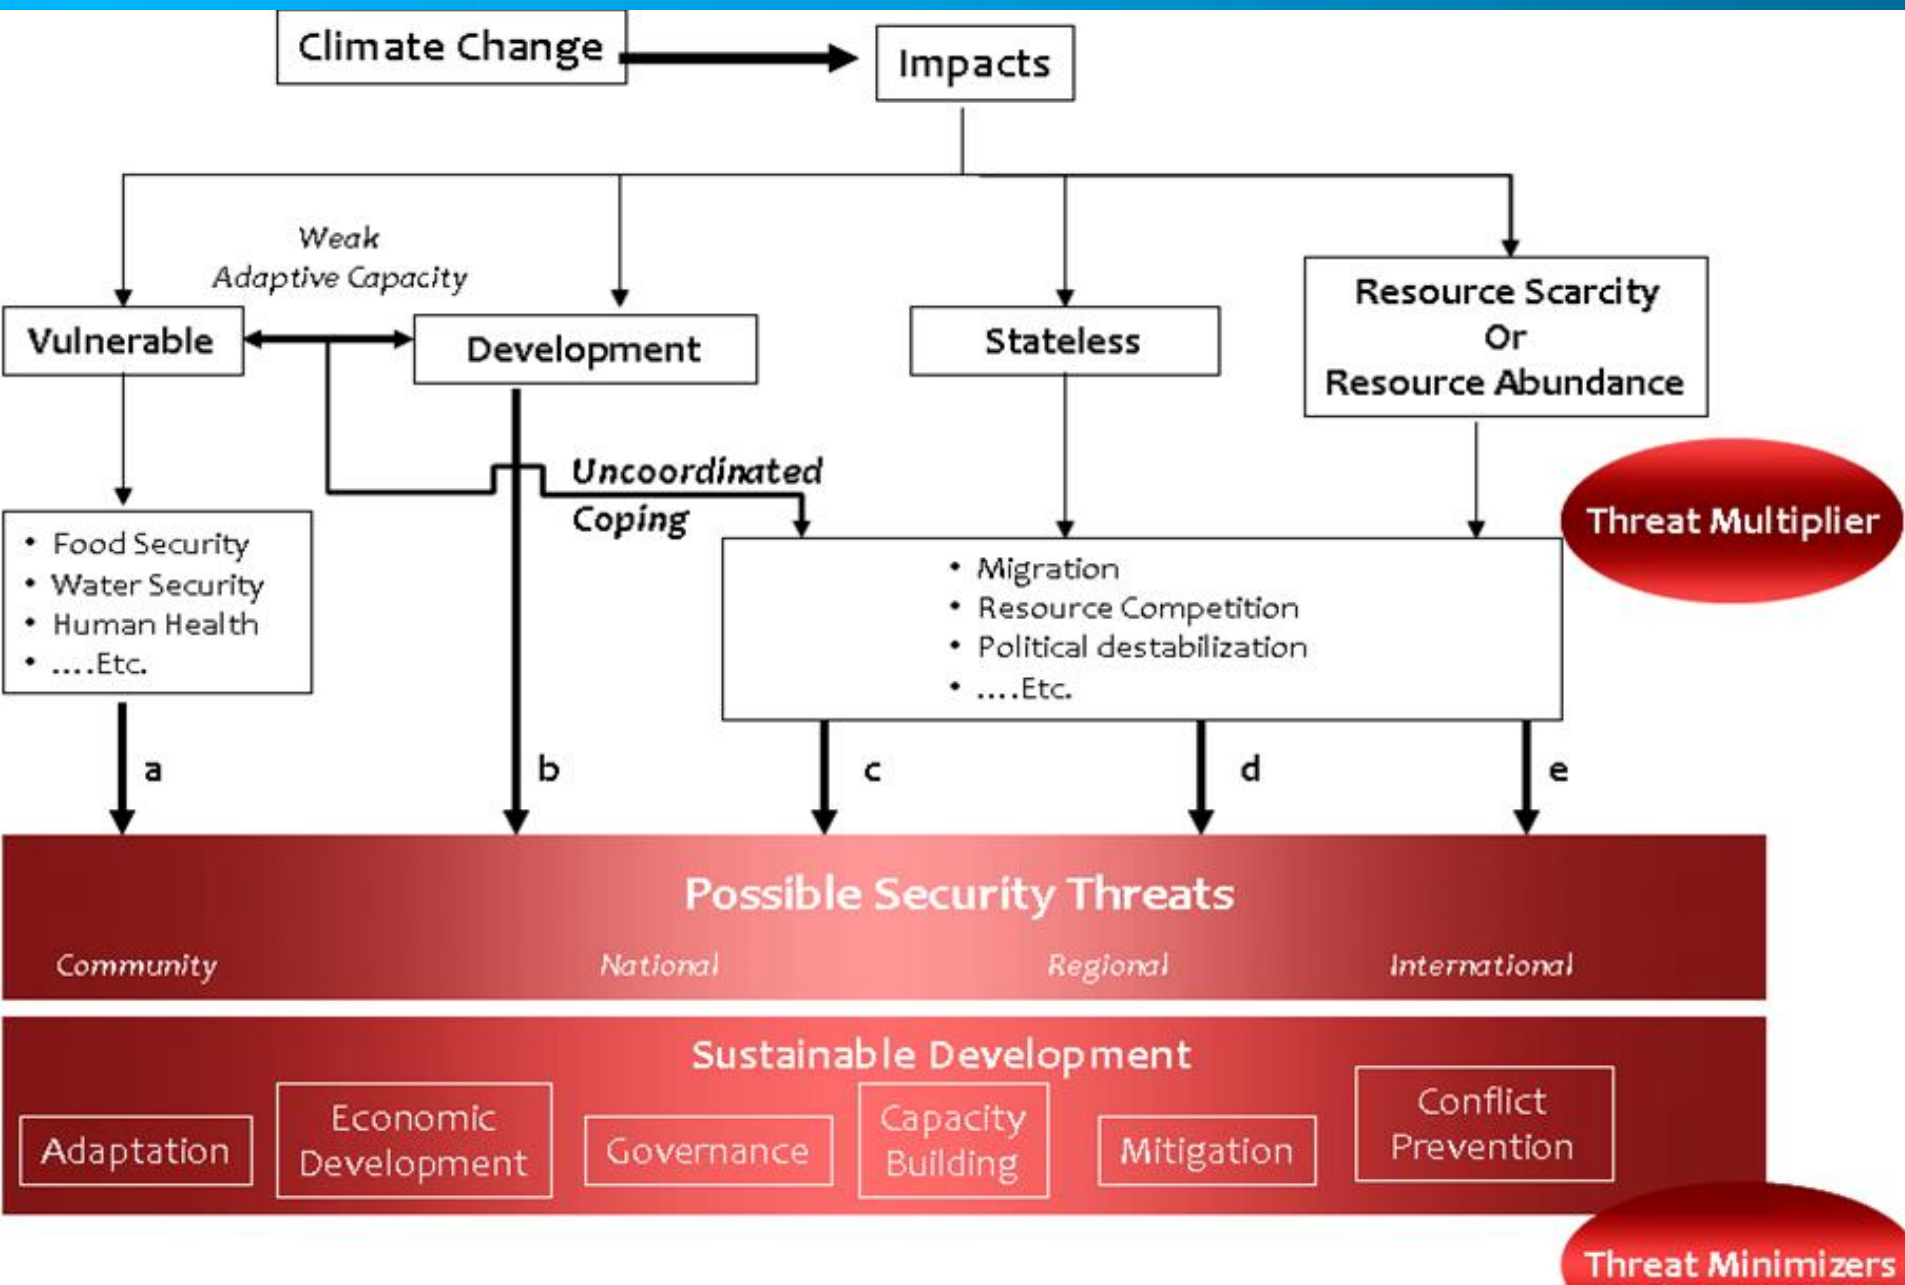 Climate Change
Impacts
Weak
Adaptive Capacity
Vulnerable
Development
Stateless
Resource Scarcity
Or
Resource Abundance
Uncoordinated
Coping
Threat Multiplier
• Food Security
• Water Security
• Human Health
• ....Etc.
• Migration
• Resource Competition
• Political destabilization
• ....Etc.
a
b
c
d
e
Possible Security Threats
Community
National
Regional
International
Sustainable Development
Adaptation
Economic
Development
Governance
Capacity
Building
Mitigation
Conflict
Prevention
Threat Minimizers